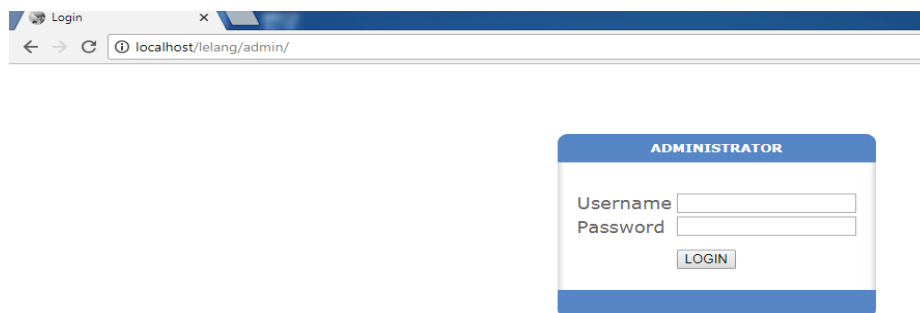 Login
localhost/lelang/admin/
ADMINISTRATOR
Username
Password
LOGIN